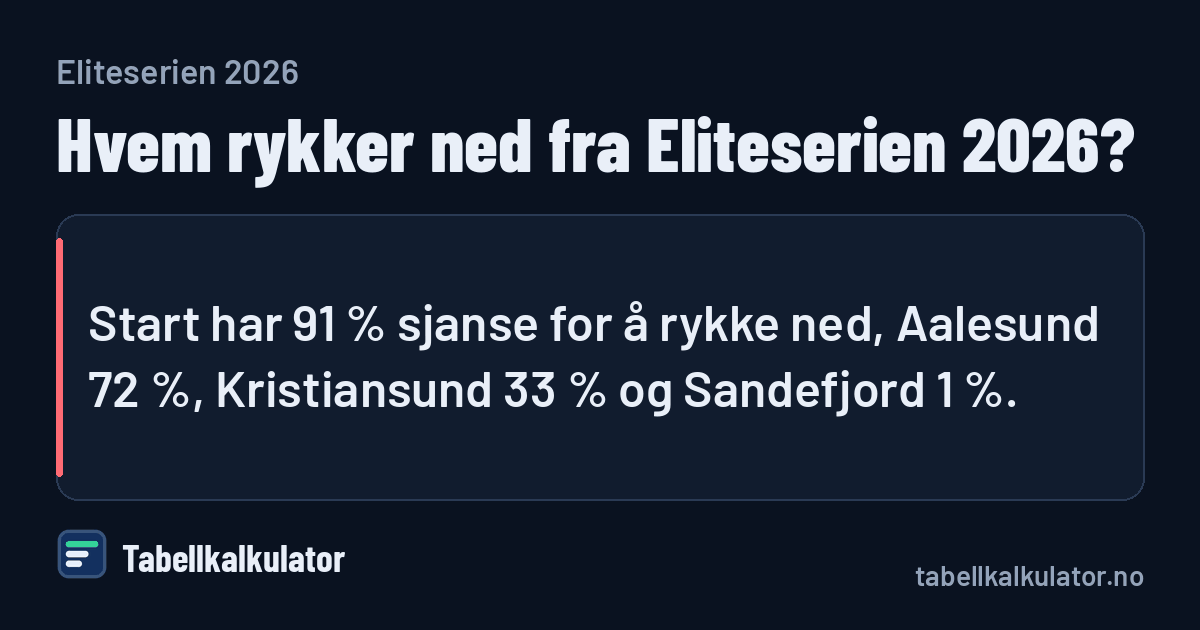 Eliteserien 2026
Hvem rykker ned fra Eliteserien 2026?
Start har 91 % sjanse for å rykke ned, Aalesund
72 %, Kristiansund 33 % og Sandefjord 1 %.
Tabellkalkulator
tabellkalkulator.no